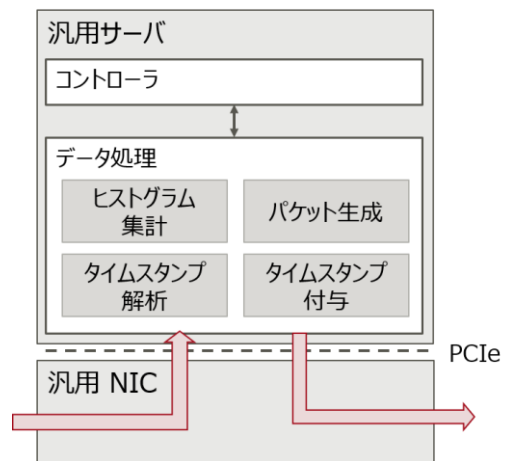 汎用サーバ
コントローラ
データ処理
ヒストグラム
集計
パケット生成
タイムスタンプ
解析
タイムスタンプ
付与
PCIe
汎用 NIC